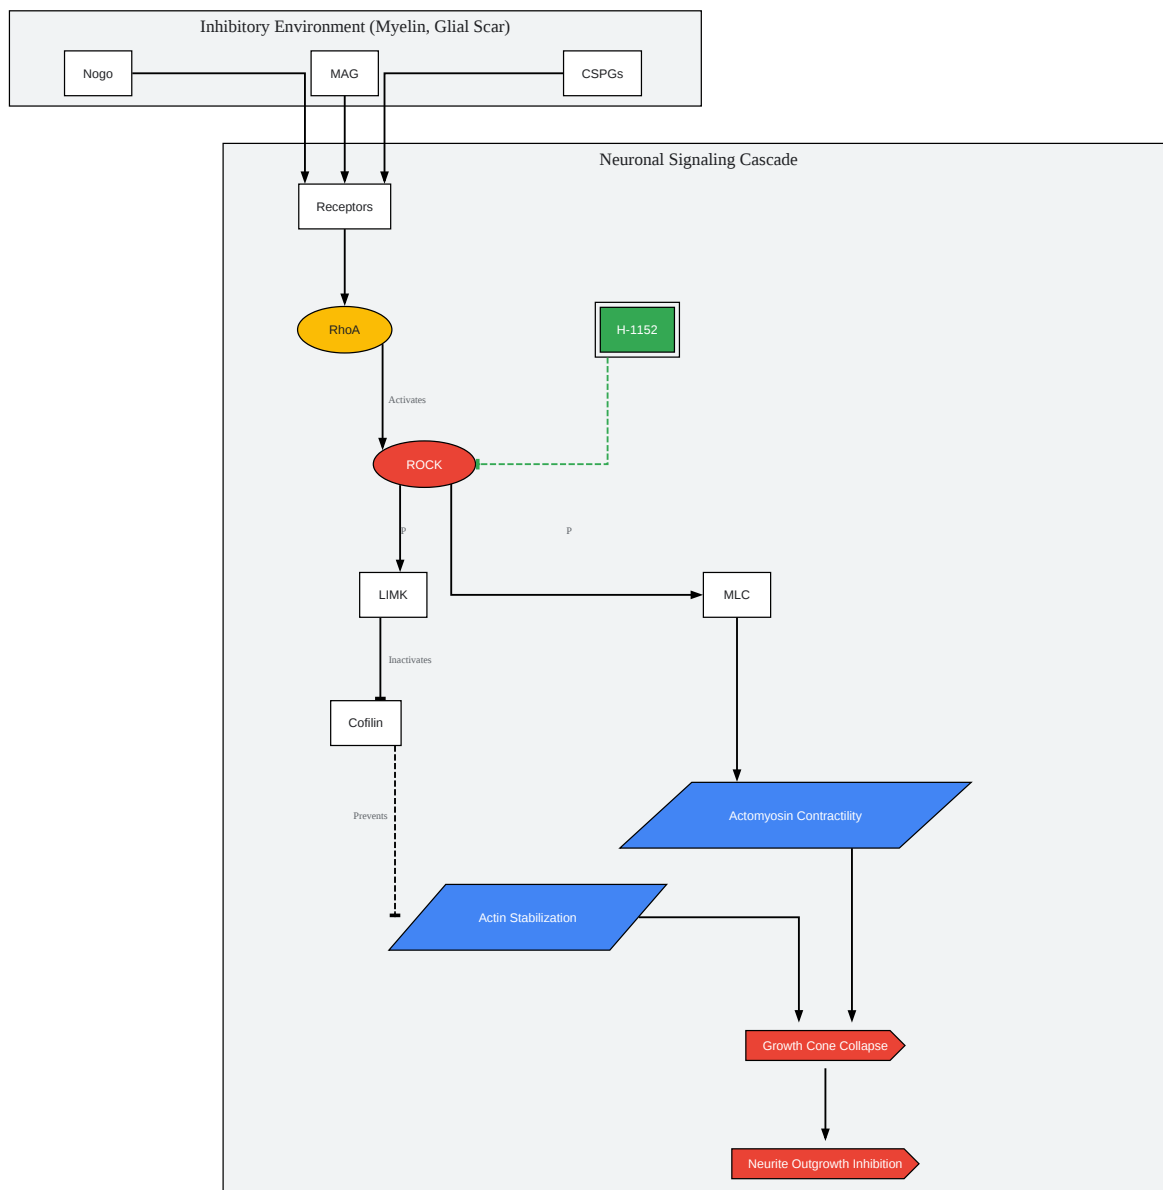 Inhibitory Environment (Myelin, Glial Scar)
Nogo
MAG
CSPGs
Neuronal Signaling Cascade
Receptors
RhoA
H-1152
Activates
ROCK
P
P
LIMK
MLC
Inactivates
Cofilin
Prevents
Actomyosin Contractility
Actin Stabilization
Growth Cone Collapse
Neurite Outgrowth Inhibition